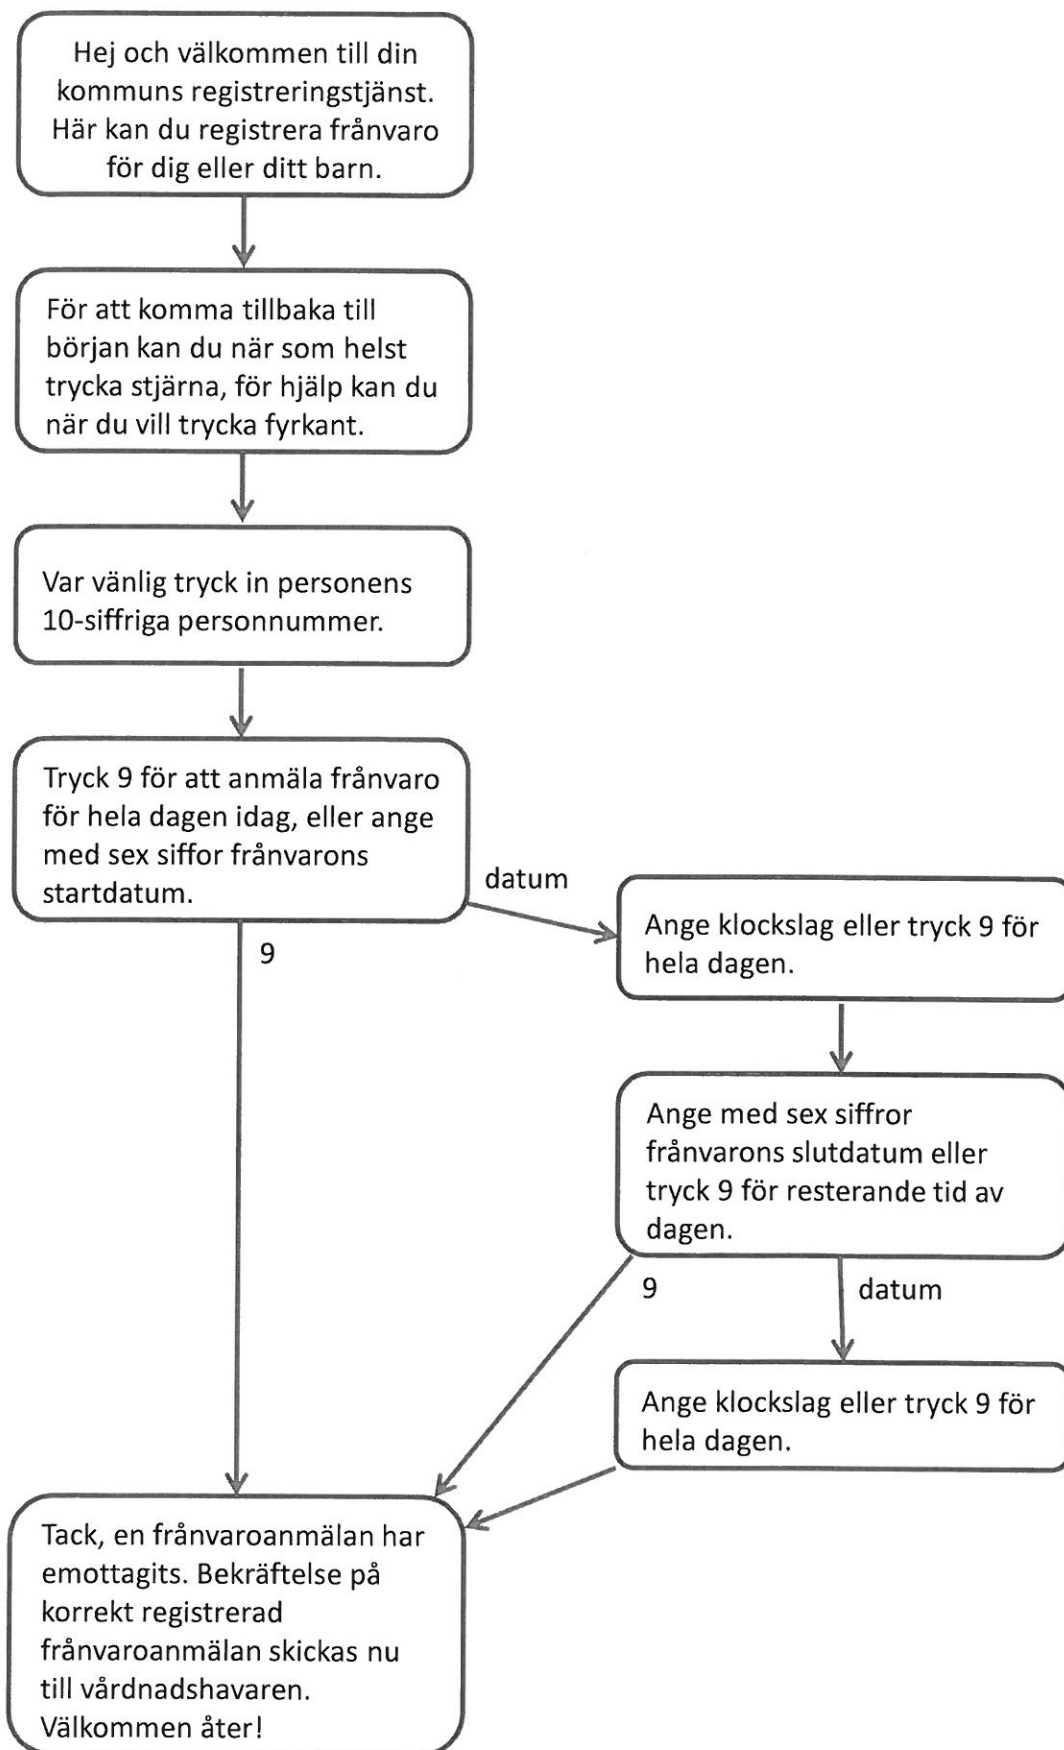 Hej och välkommen till din
kommuns registreringstjänst.
Här kan du registrera frånvaro
för dig eller ditt barn.
För att komma tillbaka till
början kan du när som helst
trycka stjärna, för hjälp kan du
när du vill trycka fyrkant.
Var vänlig tryck in personens
10-siffriga personnummer.
Tryck 9 för att anmäla frånvaro
för hela dagen idag, eller ange
med sex siffor frånvarons
startdatum.
datum
9
Ange klockslag eller tryck 9 för
hela dagen.
Ange med sex siffror
frånvarons slutdatum eller
tryck 9 för resterande tid av
dagen.
9
datum
Ange klockslag eller tryck 9 för
hela dagen.
Tack, en frånvaroanmälan har
emottagits. Bekräftelse på
korrekt registrerad
frånvaroanmälan skickas nu
till vårdnadshavaren.
Välkommen åter!